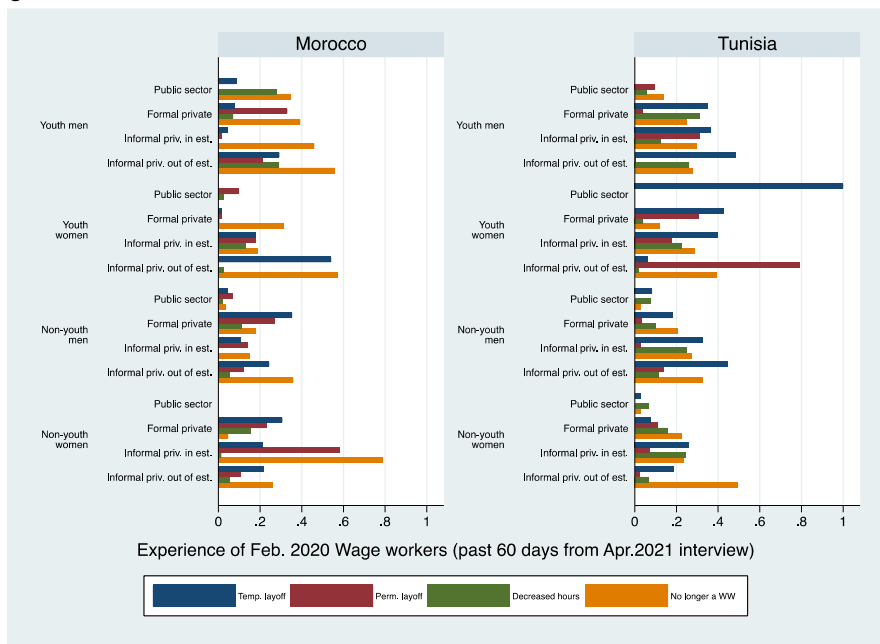 Morocco
Youth men
Public sector
Formal private
Informal priv. in est.
Informal priv. out of est.
Youth
women
Public sector
Formal private
Informal priv. in est.
Informal priv. out of est.
Non-youth
men
Public sector
Formal private
Informal priv. in est.
Informal priv. out of est.
Non-youth
women
Public sector
Formal private
Informal priv. in est.
Informal priv. out of est.
0 .2 .4 .6 .8 1
Tunisia
Youth men
Public sector
Formal private
Informal priv. in est.
Informal priv. out of est.
Youth
women
Public sector
Formal private
Informal priv. in est.
Informal priv. out of est.
Non-youth
men
Public sector
Formal private
Informal priv. in est.
Informal priv. out of est.
Non-youth
women
Public sector
Formal private
Informal priv. in est.
Informal priv. out of est.
0 .2 .4 .6 .8 1
Experience of Feb. 2020 Wage workers (past 60 days from Apr.2021 interview)
Temp. layoff Perm. layoff Decreased hours No longer a WW